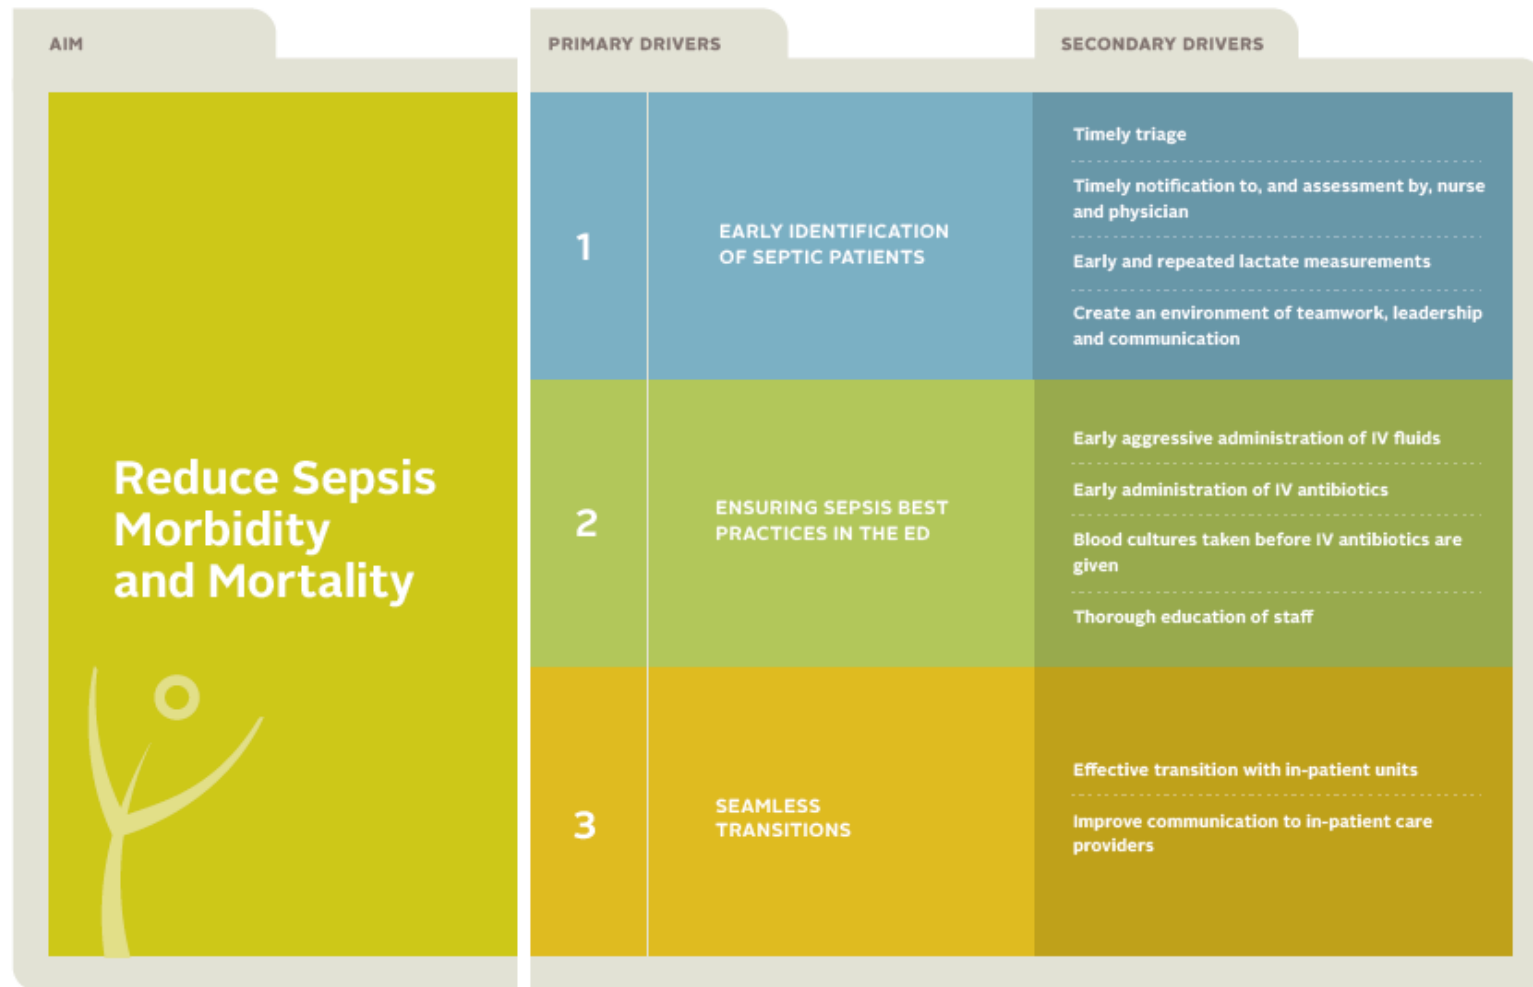 AIM
PRIMARY DRIVERS
SECONDARY DRIVERS
Reduce Sepsis
Morbidity
and Mortality
1
EARLY IDENTIFICATION
OF SEPTIC PATIENTS
Timely triage
Timely notification to, and assessment by, nurse
and physician
Early and repeated lactate measurements
Create an environment of teamwork, leadership
and communication
2
ENSURING SEPSIS BEST
PRACTICES IN THE ED
Early aggressive administration of IV fluids
Early administration of IV antibiotics
Blood cultures taken before IV antibiotics are
given
Thorough education of staff
3
SEAMLESS
TRANSITIONS
Effective transition with in-patient units
Improve communication to in-patient care
providers